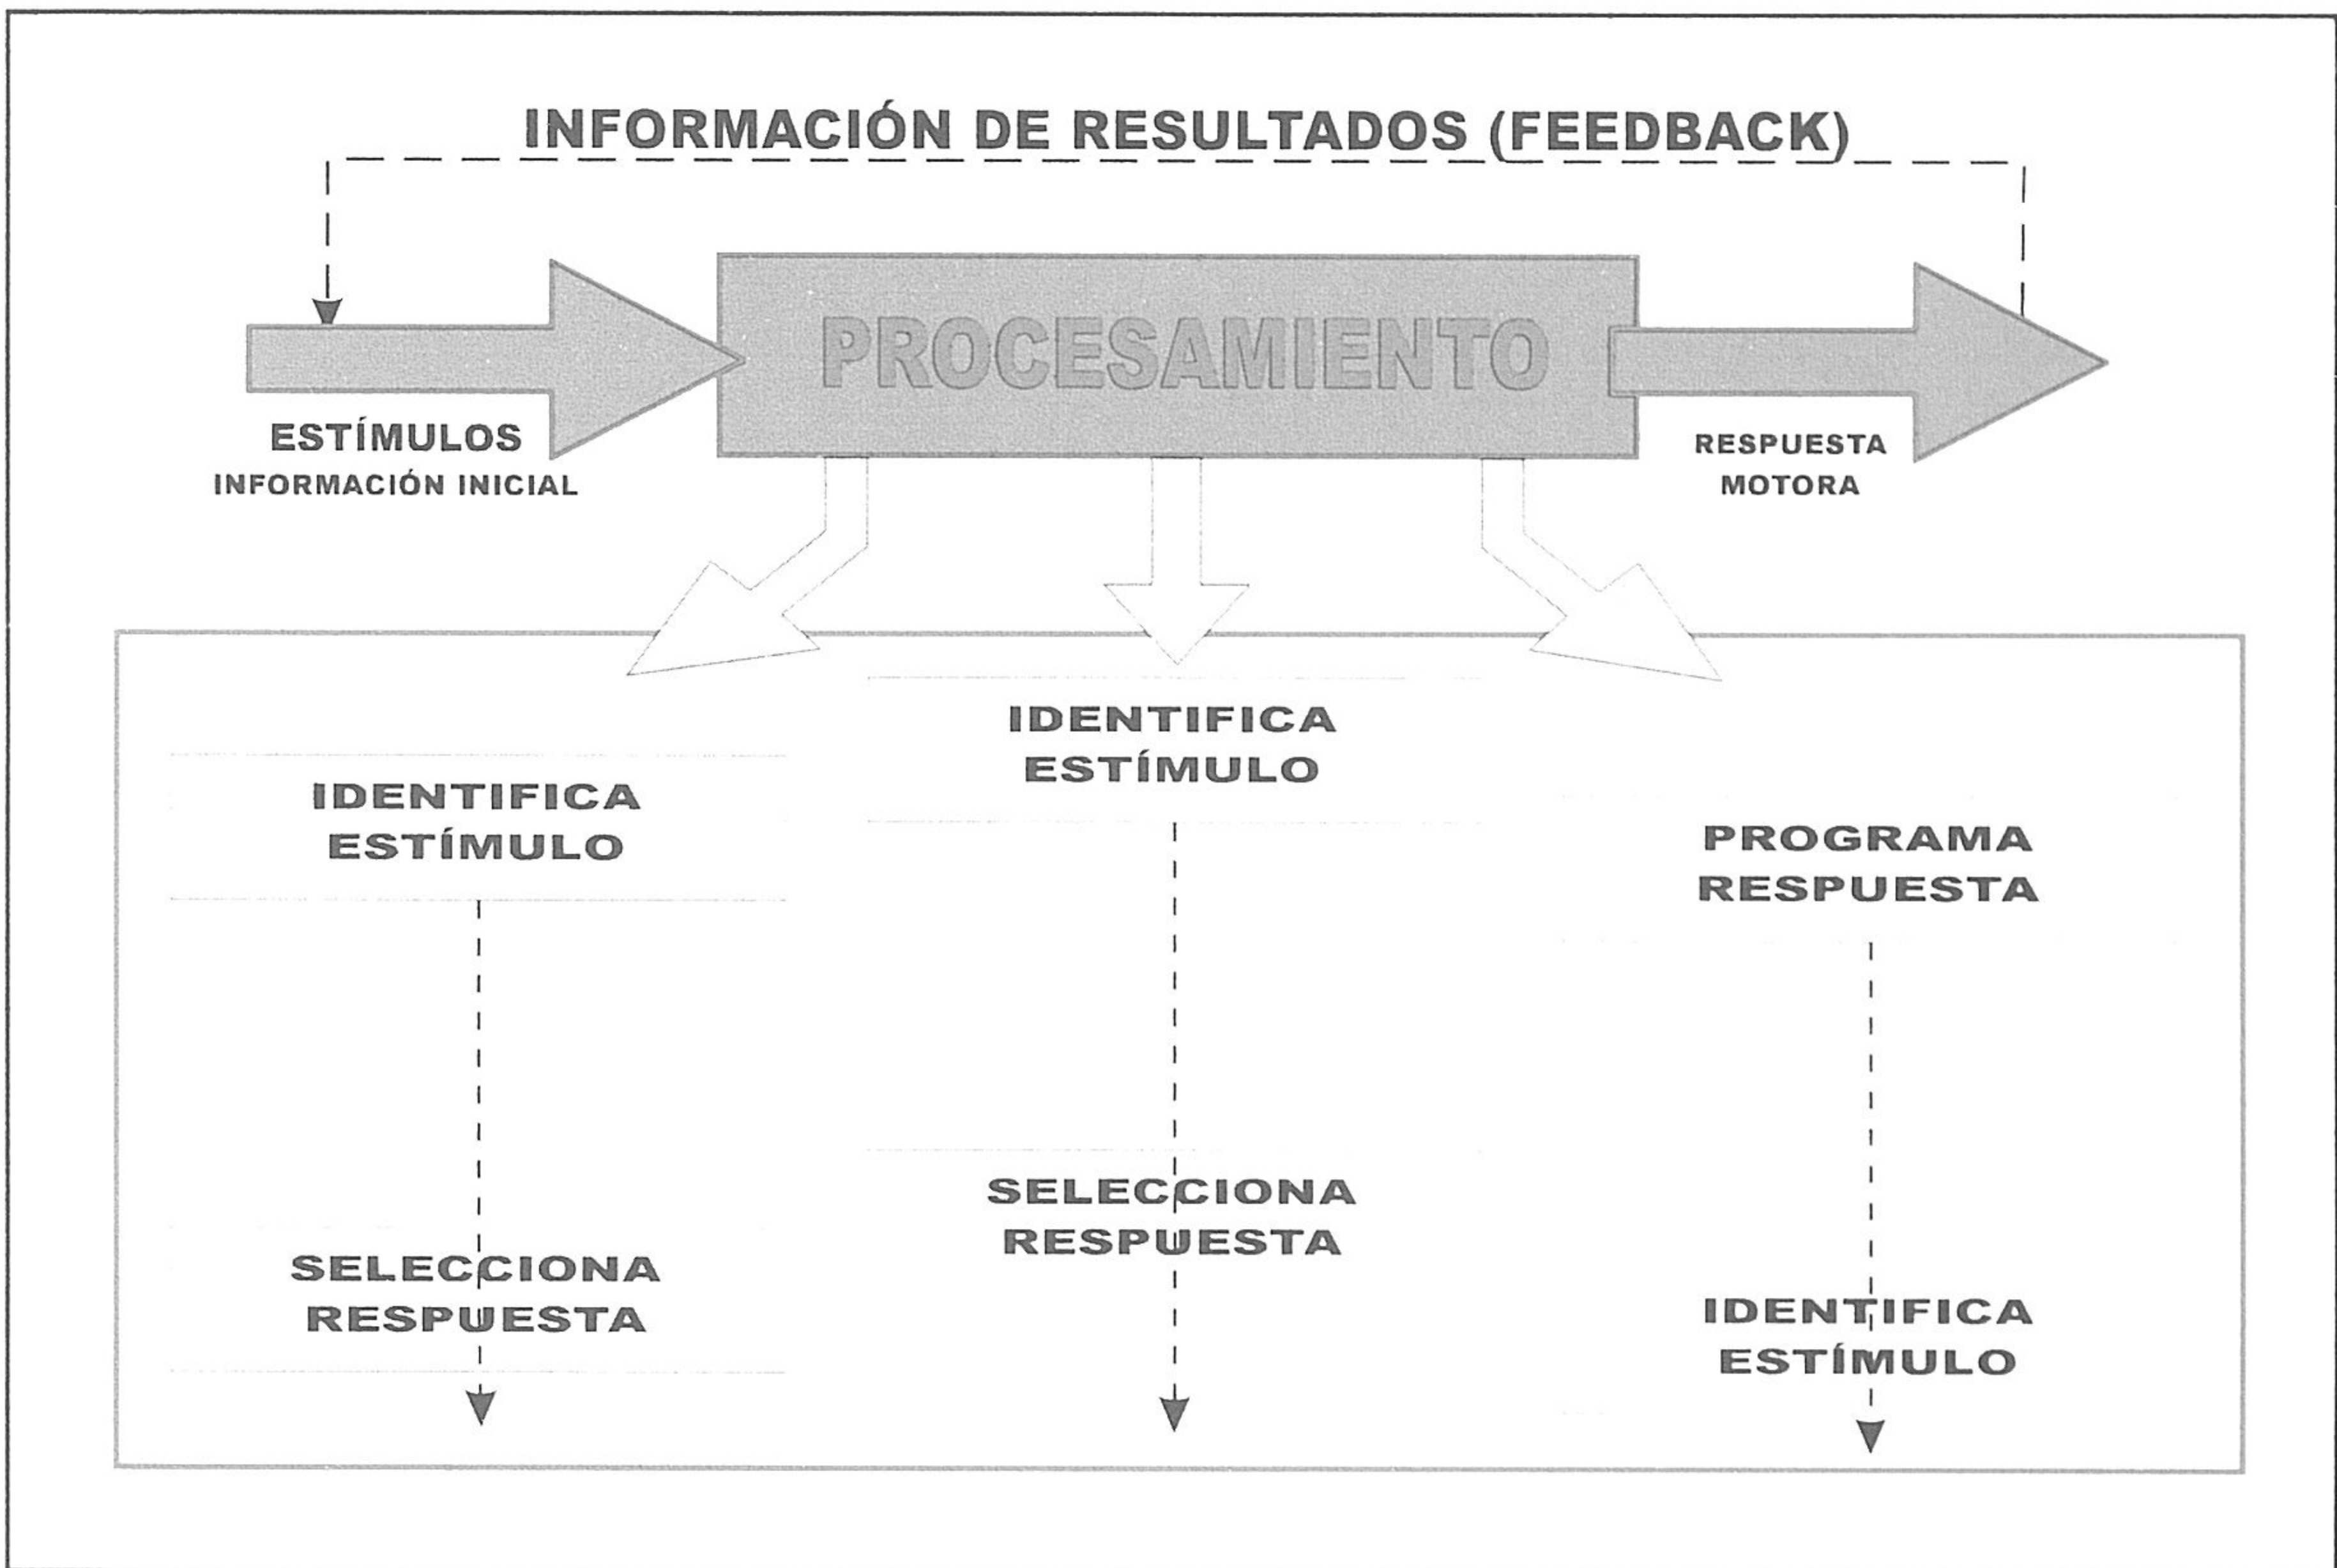 INFORMACIÓN DE RESULTADOS (FEEDBACK)
PROCESAMIENTO
ESTÍMULOS
INFORMACIÓN INICIAL
RESPUESTA
MOTORA
IDENTIFICA
ESTÍMULO
SELECCIONA
RESPUESTA
IDENTIFICA
ESTÍMULO
SELECCIONA
RESPUESTA
PROGRAMA
RESPUESTA
IDENTIFICA
ESTÍMULO